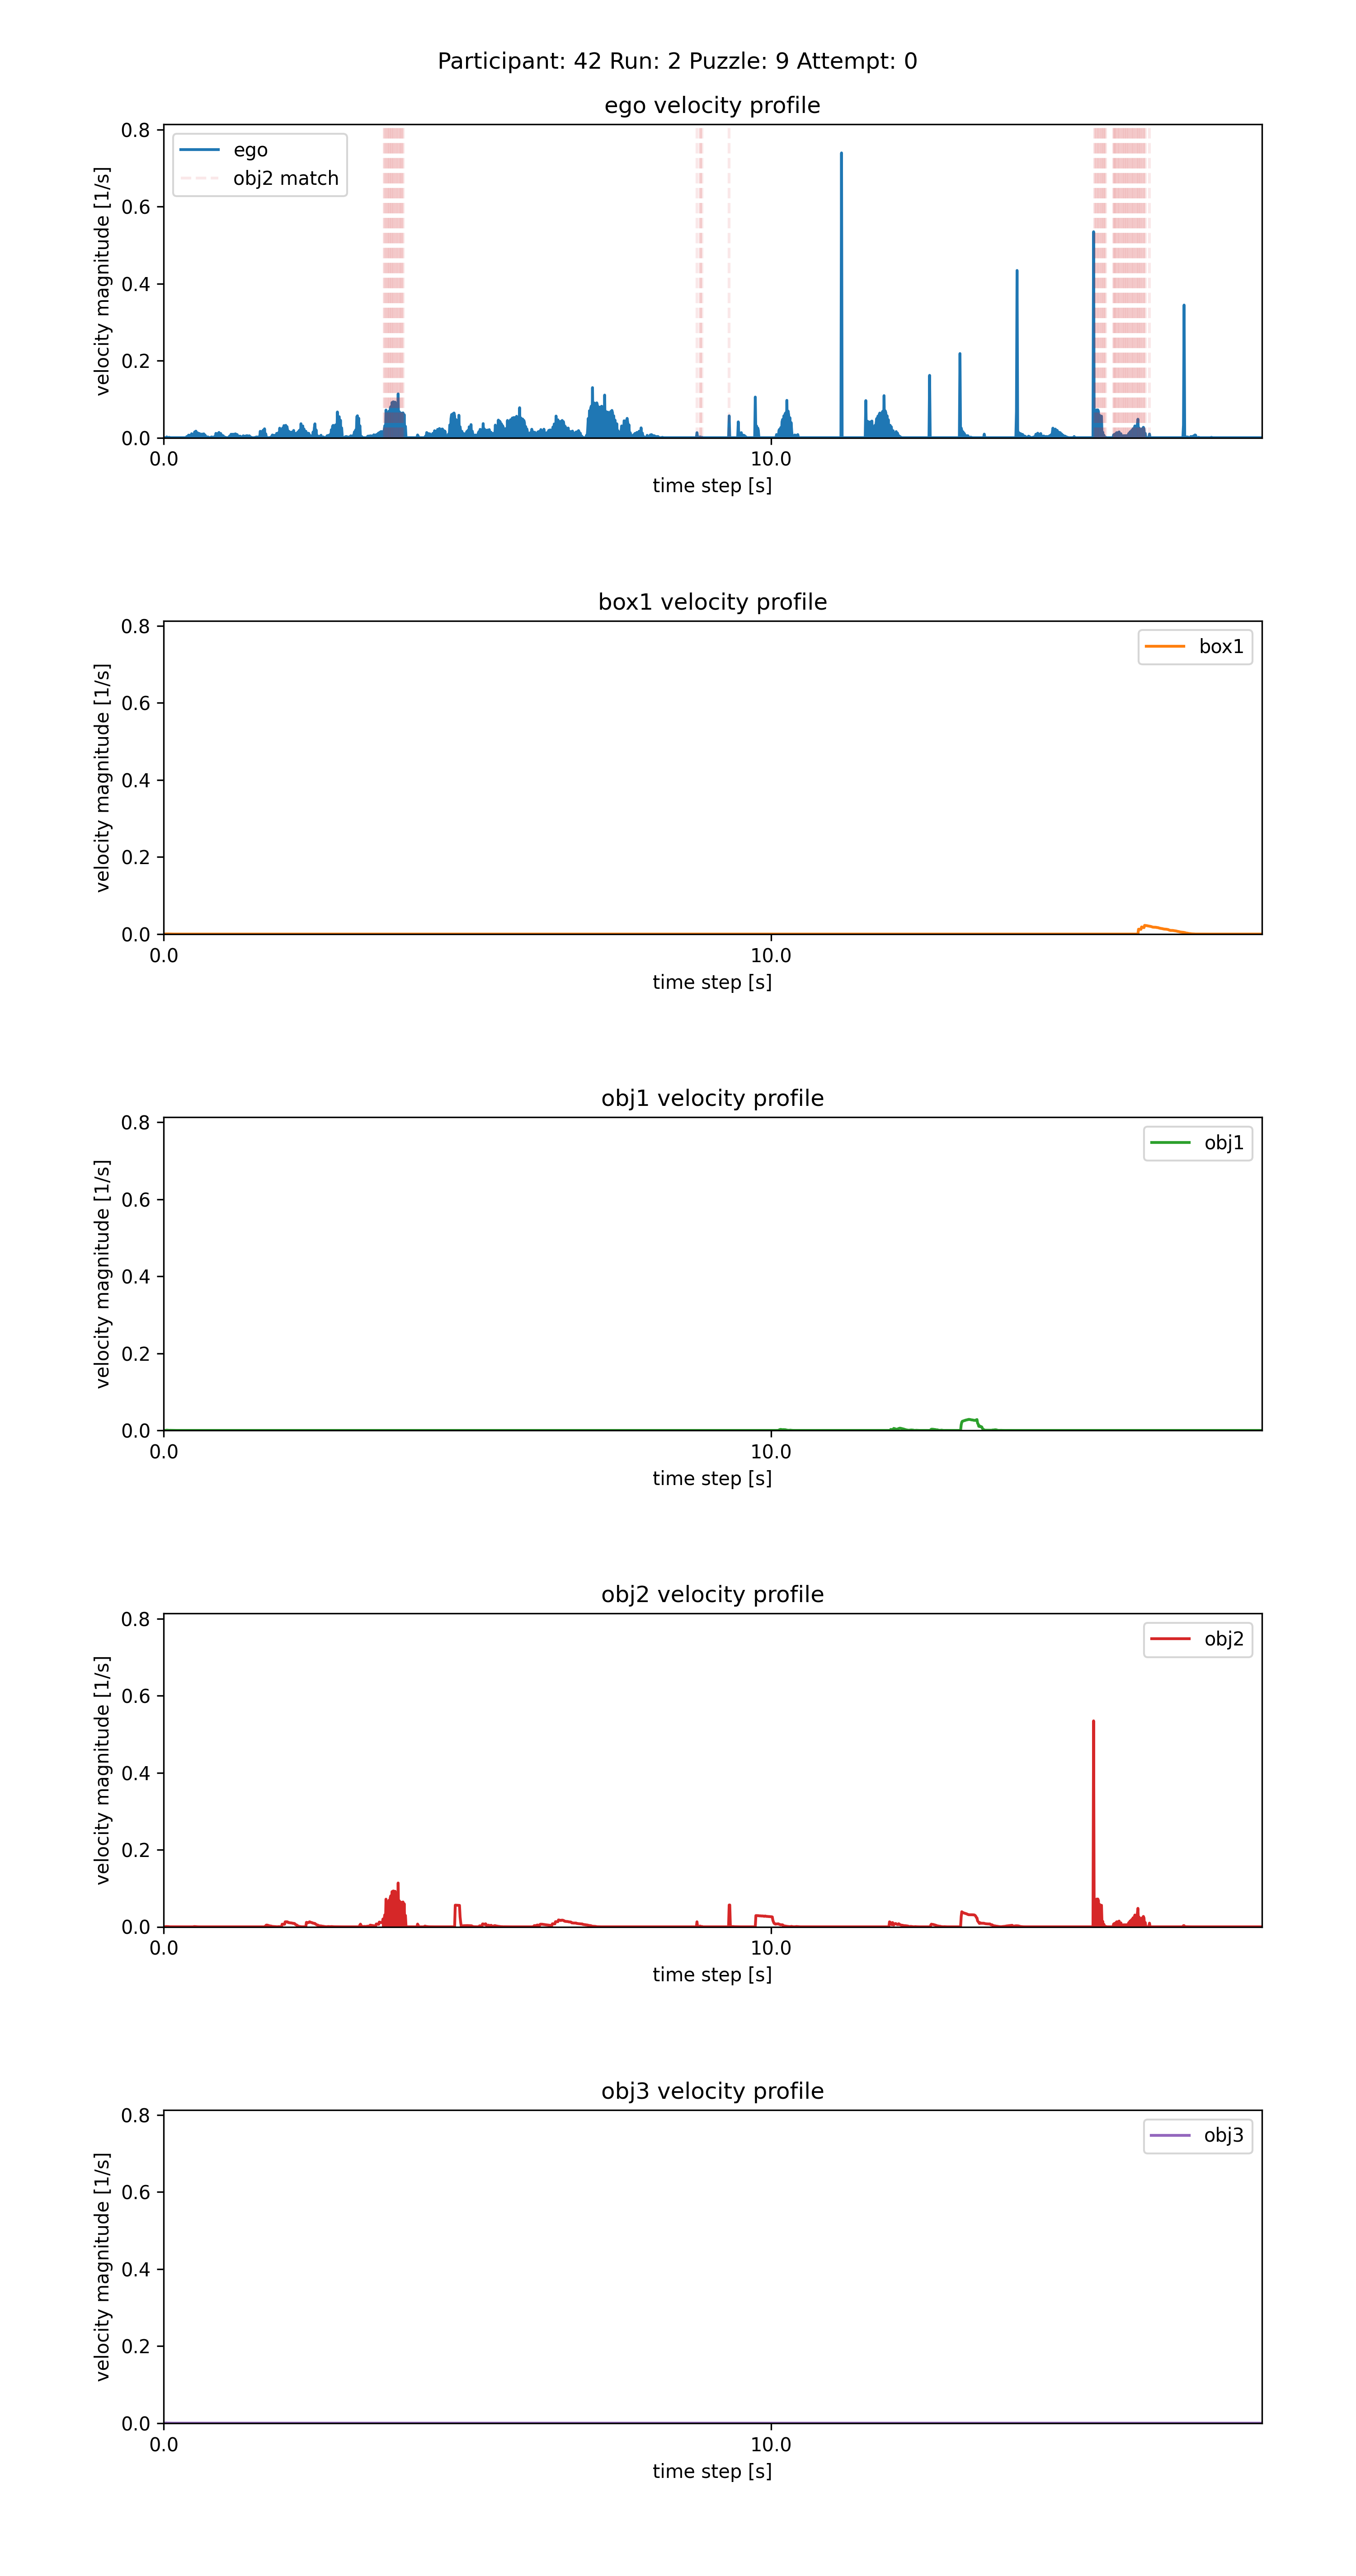 Participant: 42 Run: 2 Puzzle: 9 Attempt: 0
ego velocity profile
0.8
0.6
0.4
0.2
0.0
velocity magnitude [1/s]
ego
obj2 match
0.0
10.0
time step [s]
box1 velocity profile
0.8
0.6
0.4
0.2
0.0
velocity magnitude [1/s]
box1
0.0
10.0
time step [s]
obj1 velocity profile
0.8
0.6
0.4
0.2
0.0
velocity magnitude [1/s]
obj1
0.0
10.0
time step [s]
obj2 velocity profile
0.8
0.6
0.4
0.2
0.0
velocity magnitude [1/s]
obj2
0.0
10.0
time step [s]
obj3 velocity profile
0.8
0.6
0.4
0.2
0.0
velocity magnitude [1/s]
obj3
0.0
10.0
time step [s]